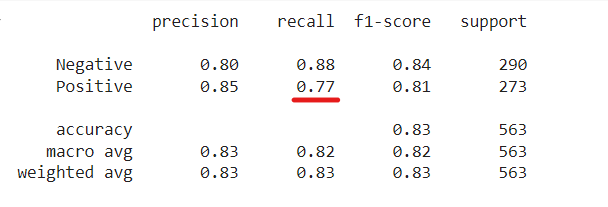 precision recall f1-score support
Negative 0.80 0.88 0.84 290
Positive 0.85 0.77 0.81 273
accuracy 0.83 563
macro avg 0.83 0.82 0.82 563
weighted avg 0.83 0.83 0.83 563